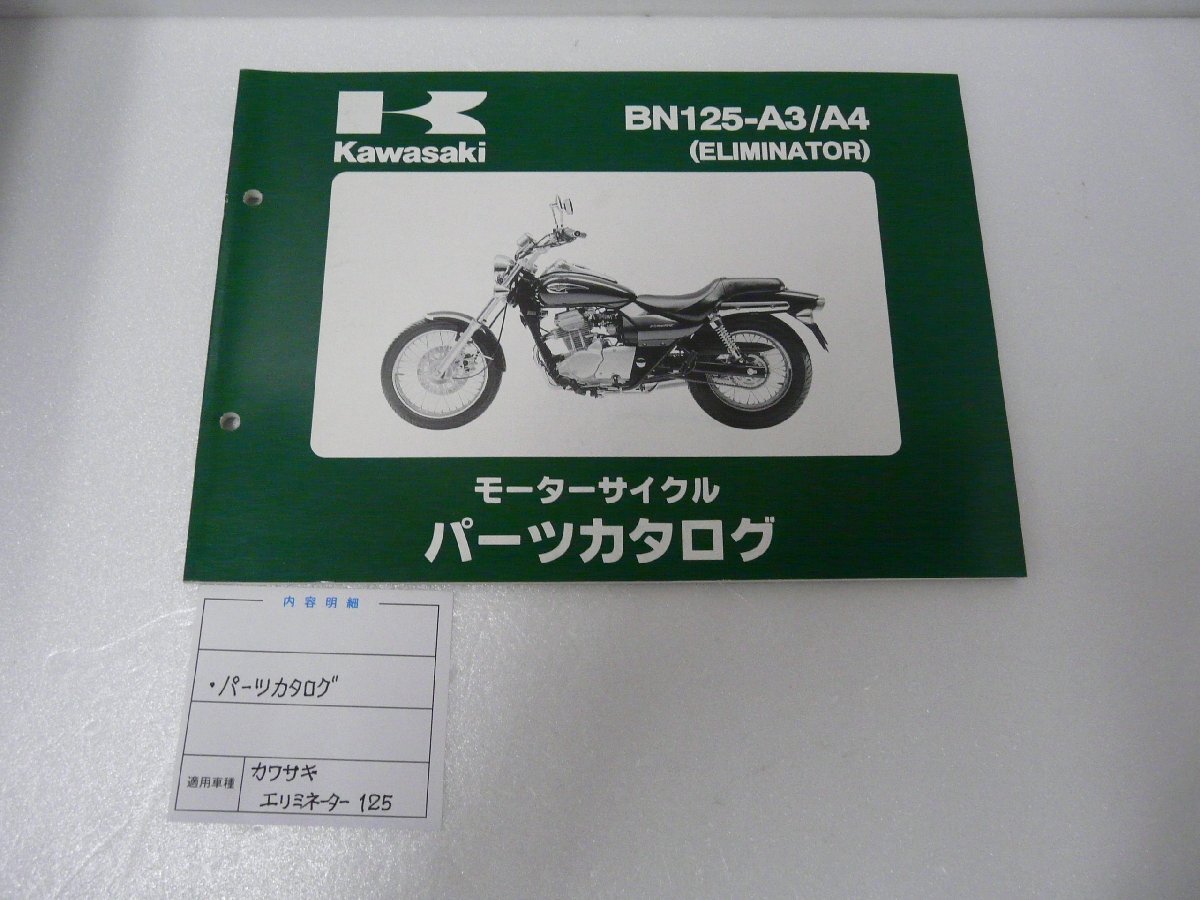 Kawasaki
BN125-A3/A4
(ELIMINATOR)
モーターサイクル
パーツカタログ
内容明細
・パーツカタログ
適用車種
カワサキ
エリミネーター 125